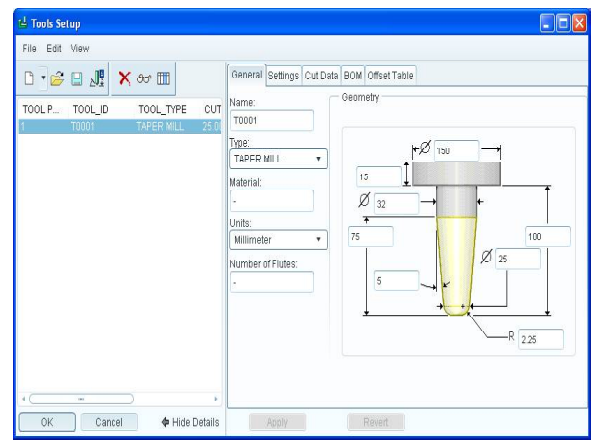 Tools Setup
File Edit View
General Settings Cut Data BOM Offset Table
TOOL P... TOOL_ID TOOL_TYPE CUT
1 T0001 TAPER MILL 25.00
Name:
T0001
Type:
TAPER MILL
Material:
-
Units:
Millimeter
Number of Flutes:
-
Geometry
Ø 150
15
Ø 32
75
100
Ø 25
5
R 2.25
OK Cancel Hide Details Apply Revert